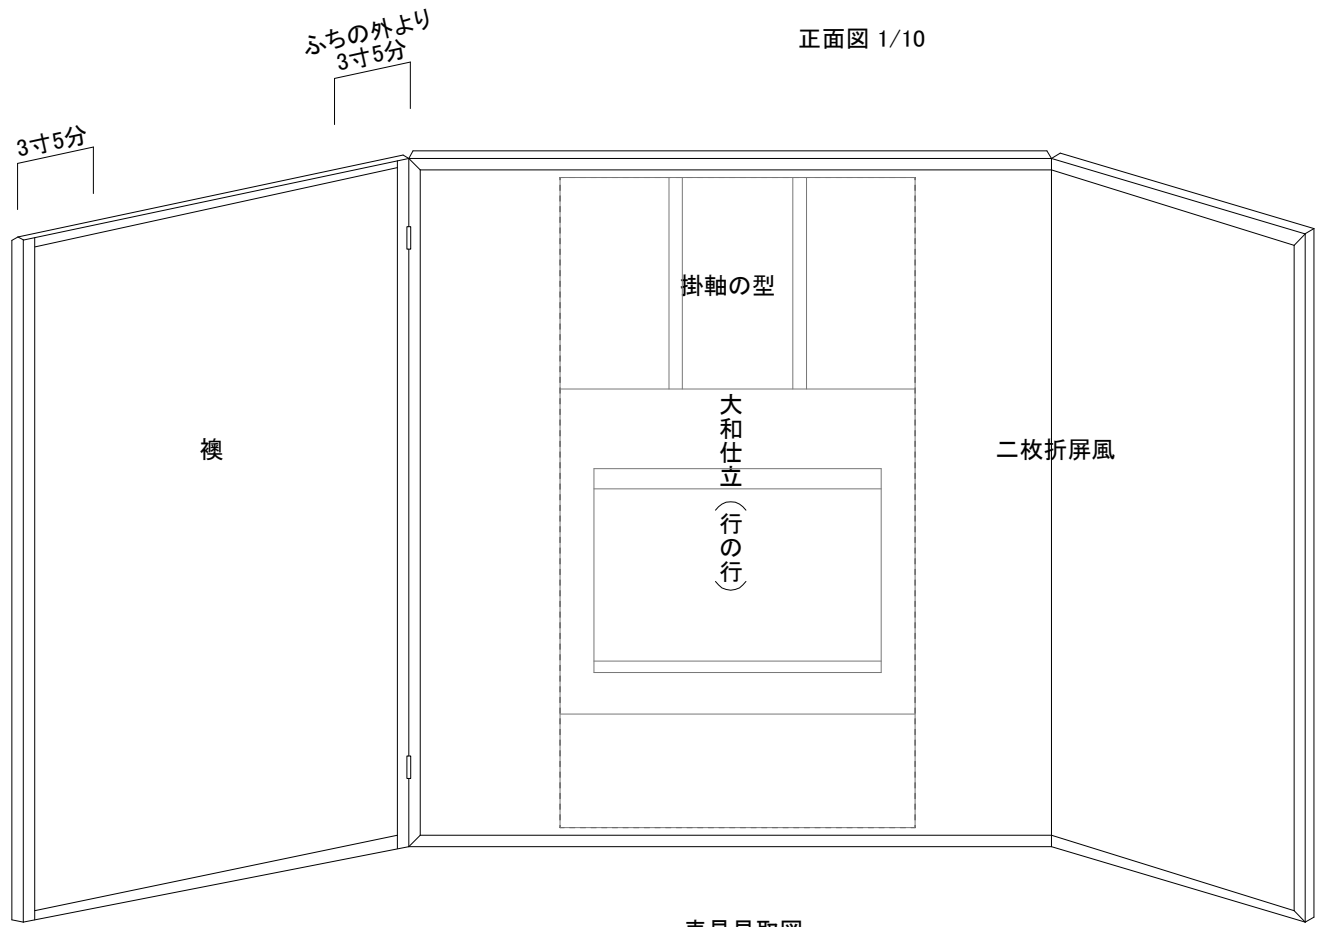 ふちの外より
3寸5分
正面図 1/10
3寸5分
掛軸の型
大和仕立(行の行)
襖
二枚折屏風